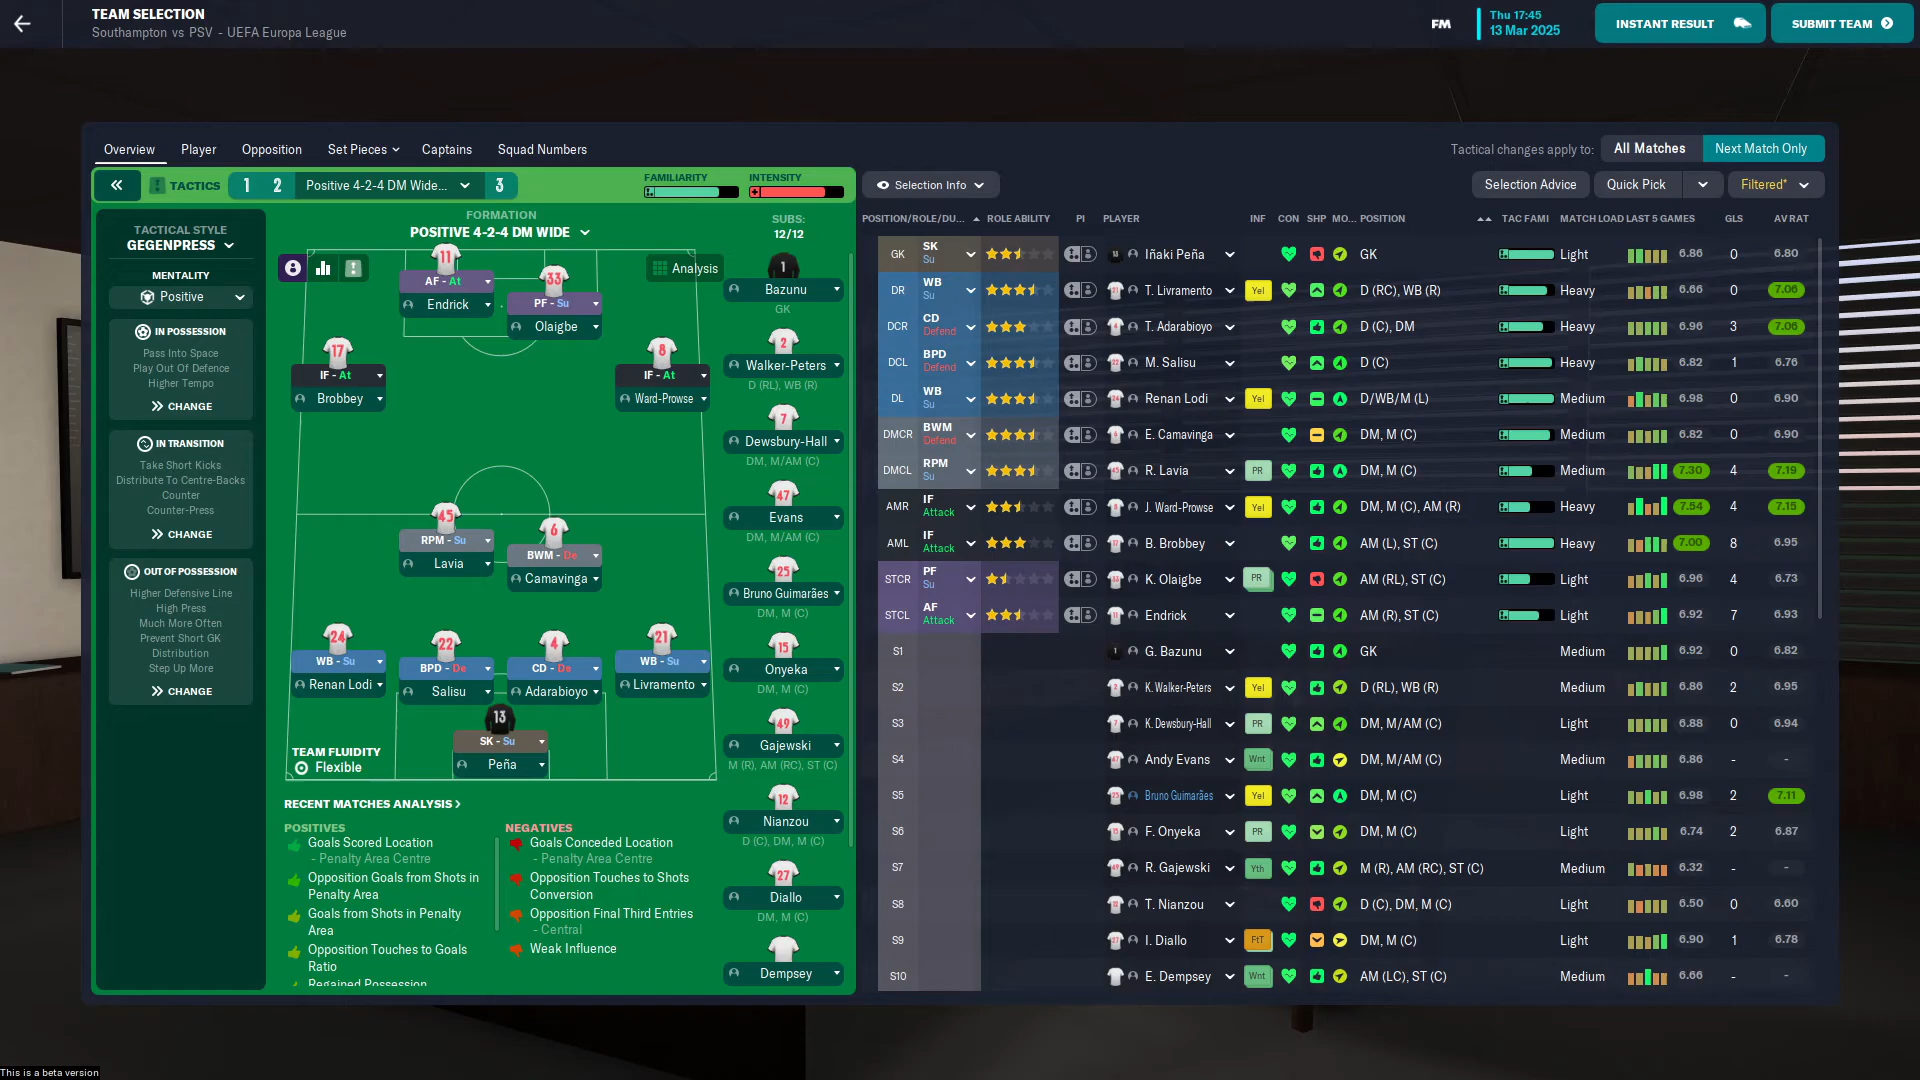 TEAM SELECTION
Southampton vs PSV - UEFA Europa League
FM
Thu 17:45
13 Mar 2025
INSTANT RESULT
SUBMIT TEAM
Overview
Player
Opposition
Set Pieces
Captains
Squad Numbers
Tactical changes apply to:
All Matches
Next Match Only
TACTICS
1
2
Positive 4-2-4 DM Wide...
3
FAMILIARITY
INTENSITY
Selection Info
Selection Advice
Quick Pick
Filtered*
TACTICAL STYLE
GEGENPRESS
MENTALITY
Positive
IN POSSESSION
Pass Into Space
Play Out Of Defence
Higher Tempo
CHANGE
IN TRANSITION
Take Short Kicks
Distribute To Centre-Backs
Counter
Counter-Press
CHANGE
OUT OF POSSESSION
Higher Defensive Line
High Press
Much More Often
Prevent Short GK
Distribution
Step Up More
CHANGE
FORMATION
POSITIVE 4-2-4 DM WIDE
Analysis
11
AF - At
Endrick
33
PF - Su
Olaigbe
17
IF - At
Brobbey
8
IF - At
Ward-Prowse
45
RPM - Su
Lavia
6
BWM - De
Camavinga
24
WB - Su
Renan Lodi
22
BPD - De
Salisu
4
CD - De
Adarabioyo
21
WB - Su
Livramento
13
SK - Su
Peña
TEAM FLUIDITY
Flexible
RECENT MATCHES ANALYSIS
POSITIVES
Goals Scored Location
- Penalty Area Centre
Opposition Goals from Shots in
Penalty Area
Goals from Shots in Penalty
Area
Opposition Touches to Goals
Ratio
Regained Possession
NEGATIVES
Goals Conceded Location
- Penalty Area Centre
Opposition Touches to Shots
Conversion
Opposition Final Third Entries
- Central
Weak Influence
SUBS:
12/12
1
Bazunu
GK
2
Walker-Peters
D (RL), WB (R)
7
Dewsbury-Hall
DM, M/AM (C)
47
Evans
DM, M/AM (C)
25
Bruno Guimarães
DM, M (C)
15
Onyeka
DM, M (C)
49
Gajewski
M (R), AM (RC), ST (C)
12
Nianzou
D (C), DM, M (C)
27
Diallo
DM, M (C)
Dempsey
POSITION/ROLE/DU... ROLE ABILITY PI PLAYER INF CON SHP MO... POSITION TAC FAMI MATCH LOAD LAST 5 GAMES GLS AV RAT
GK SK Su Iñaki Peña GK Light 6.86 0 6.80
DR WB Su T. Livramento Yel D (RC), WB (R) Heavy 6.66 0 7.06
DCR CD Defend T. Adarabioyo D (C), DM Heavy 6.96 3 7.06
DCL BPD Defend M. Salisu D (C) Heavy 6.82 1 6.76
DL WB Su Renan Lodi Yel D/WB/M (L) Medium 6.98 0 6.90
DMCR BWM Defend E. Camavinga DM, M (C) Medium 6.82 0 6.90
DMCL RPM Su R. Lavia PR DM, M (C) Medium 7.30 4 7.19
AMR IF Attack J. Ward-Prowse Yel DM, M (C), AM (R) Heavy 7.54 4 7.15
AML IF Attack B. Brobbey AM (L), ST (C) Heavy 7.00 8 6.95
STCR PF Su K. Olaigbe PR AM (RL), ST (C) Light 6.96 4 6.73
STCL AF Attack Endrick AM (R), ST (C) Light 6.92 7 6.93
S1 G. Bazunu GK Medium 6.92 0 6.82
S2 K. Walker-Peters Yel D (RL), WB (R) Medium 6.86 2 6.95
S3 K. Dewsbury-Hall PR DM, M/AM (C) Light 6.88 0 6.94
S4 Andy Evans Wnt DM, M/AM (C) Medium 6.86 - -
S5 Bruno Guimarães Yel DM, M (C) Light 6.98 2 7.11
S6 F. Onyeka PR DM, M (C) Light 6.74 2 6.87
S7 R. Gajewski Yth M (R), AM (RC), ST (C) Medium 6.32 - -
S8 T. Nianzou D (C), DM, M (C) Light 6.50 0 6.60
S9 I. Diallo FtT DM, M (C) Light 6.90 1 6.78
S10 E. Dempsey Wnt AM (LC), ST (C) Medium 6.66 - -
This is a beta version